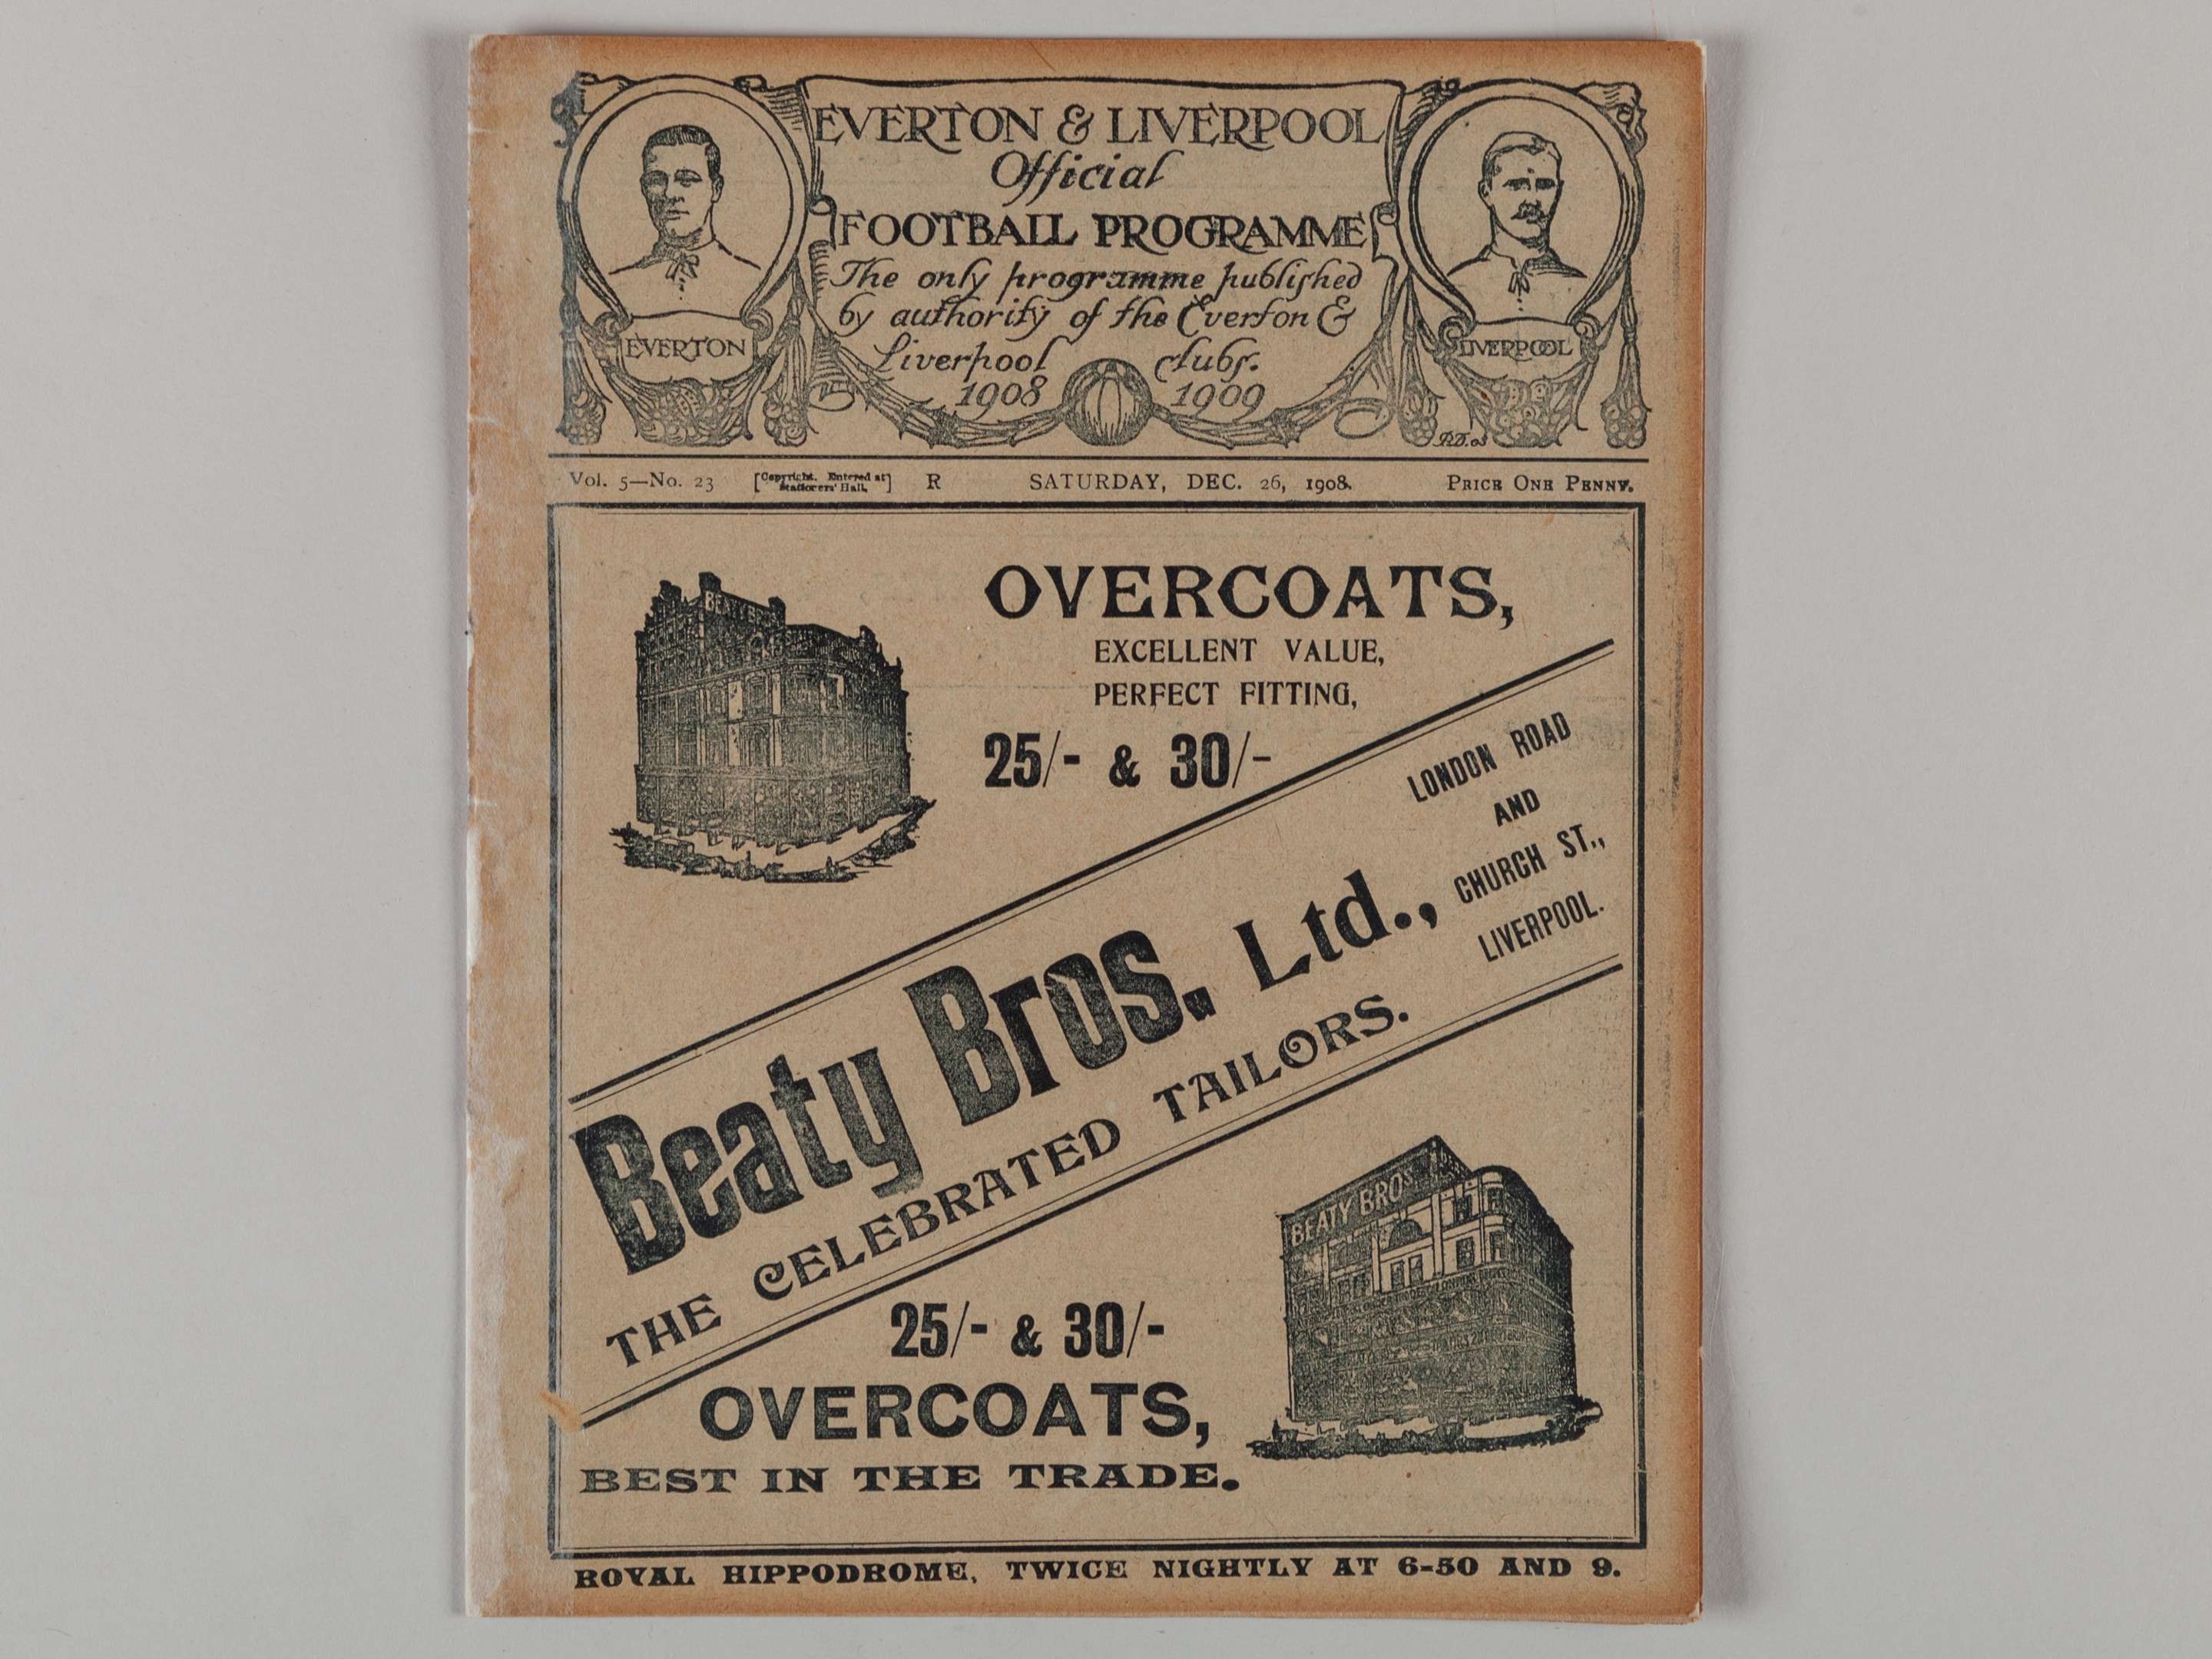 EVERTON & LIVERPOOL
Official
FOOTBALL PROGRAMME
The only programme published
by authority of the Everton &
Liverpool clubs.
1908 1909
EVERTON
LIVERPOOL
Vol. 5—No. 23 [Copyright. Entered at Stationers' Hall.] R SATURDAY, DEC. 26, 1908. PRICE ONE PENNY.
BEATY BROS
OVERCOATS,
EXCELLENT VALUE,
PERFECT FITTING,
25/- & 30/-
LONDON ROAD
AND
CHURCH ST.,
LIVERPOOL.
Beaty Bros. Ltd.,
THE CELEBRATED TAILORS.
BEATY BROS.
25/- & 30/-
OVERCOATS,
BEST IN THE TRADE.
ROYAL HIPPODROME, TWICE NIGHTLY AT 6-50 AND 9.